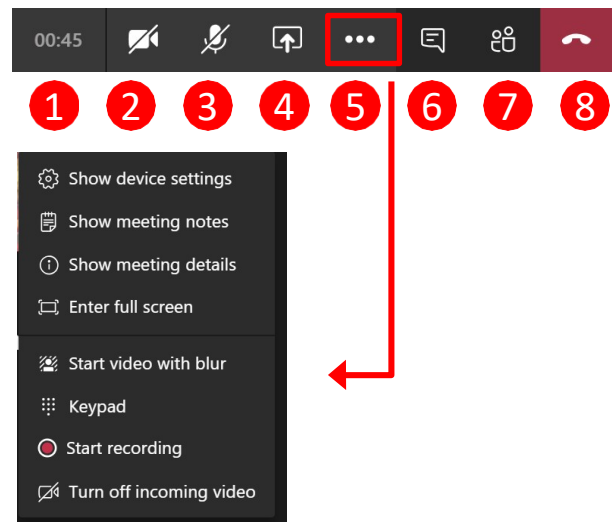 00:45
1 2 3 4 5 6 7 8
Show device settings
Show meeting notes
Show meeting details
Enter full screen
Start video with blur
Keypad
Start recording
Turn off incoming video